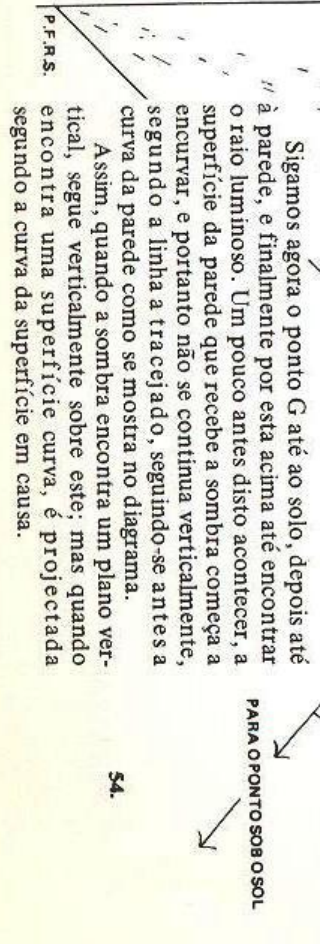 Sigamos agora o ponto G até ao solo, depois até
à parede, e finalmente por esta acima até encontrar
o raio luminoso. Um pouco antes disto acontecer, a
superfície da parede que recebe a sombra começa a
encurvar, e portanto não se continua verticalmente,
segundo a linha a tracejado, seguindo-se antes a
curva da parede como se mostra no diagrama.
Assim, quando a sombra encontra um plano ver-
tical, segue verticalmente sobre este; mas quando
encontra uma superfície curva, é projectada
segundo a curva da superfície em causa.
P.F.R.S.
PARA O PONTO SOB O SOL
54.